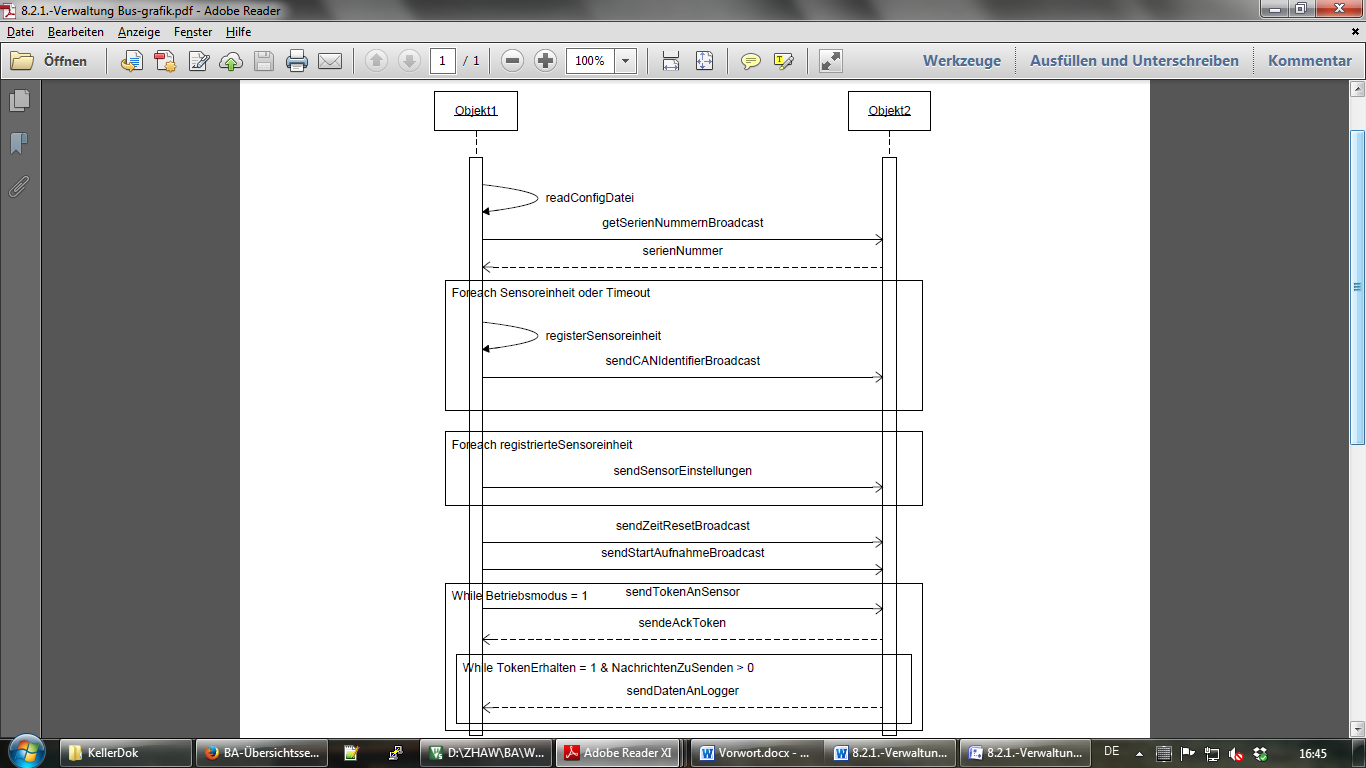 8.2.1.-Verwaltung Bus-grafik.pdf - Adobe Reader
Datei Bearbeiten Anzeige Fenster Hilfe
Öffnen 1 / 1 100% Werkzeuge Ausfüllen und Unterschreiben Kommentar
Objekt1 Objekt2
readConfigDatei
getSerienNummernBroadcast
serienNummer
Foreach Sensoreinheit oder Timeout
registerSensoreinheit
sendCANIdentifierBroadcast
Foreach registrierteSensoreinheit
sendSensorEinstellungen
sendZeitResetBroadcast
sendStartAufnahmeBroadcast
While Betriebsmodus = 1 sendTokenAnSensor
sendeAckToken
While TokenErhalten = 1 & NachrichtenZuSenden > 0
sendDatenAnLogger
KellerDok BA-Übersichtsse... D:\ZHAW\BA\W... Adobe Reader XI Vorwort.docx - ... 8.2.1.-Verwaltun... 8.2.1.-Verwaltun... DE 16:45